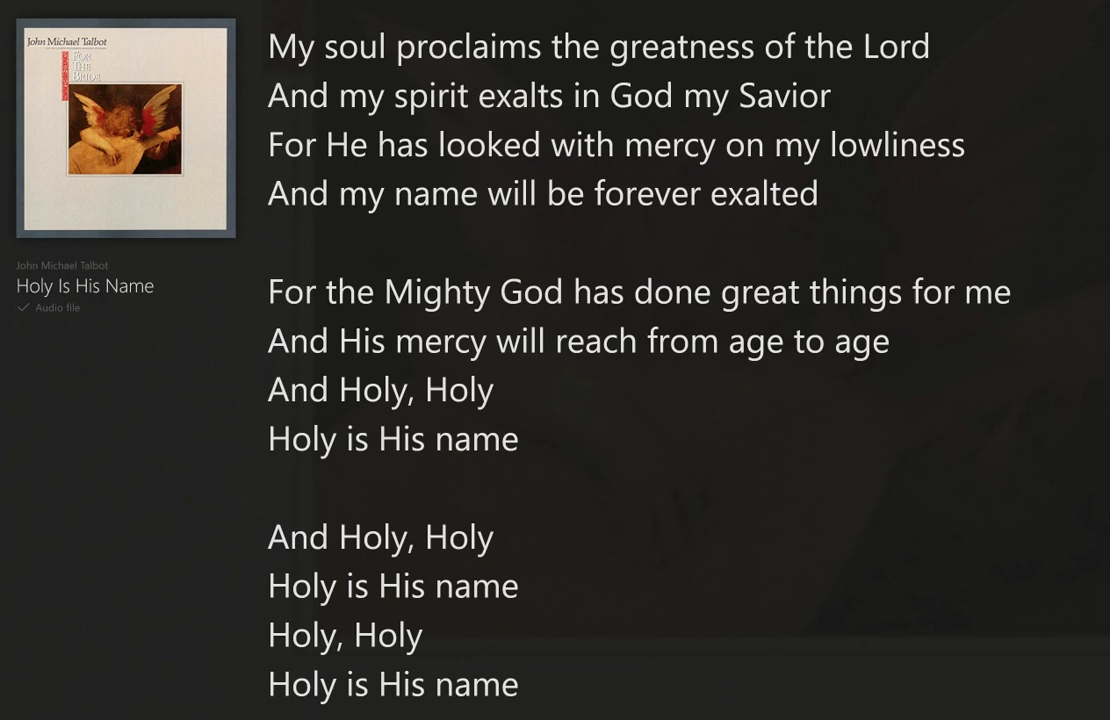 John Michael Talbot
FOR
THE
BRIDE
John Michael Talbot
Holy Is His Name
Audio file
My soul proclaims the greatness of the Lord
And my spirit exalts in God my Savior
For He has looked with mercy on my lowliness
And my name will be forever exalted
For the Mighty God has done great things for me
And His mercy will reach from age to age
And Holy, Holy
Holy is His name
And Holy, Holy
Holy is His name
Holy, Holy
Holy is His name